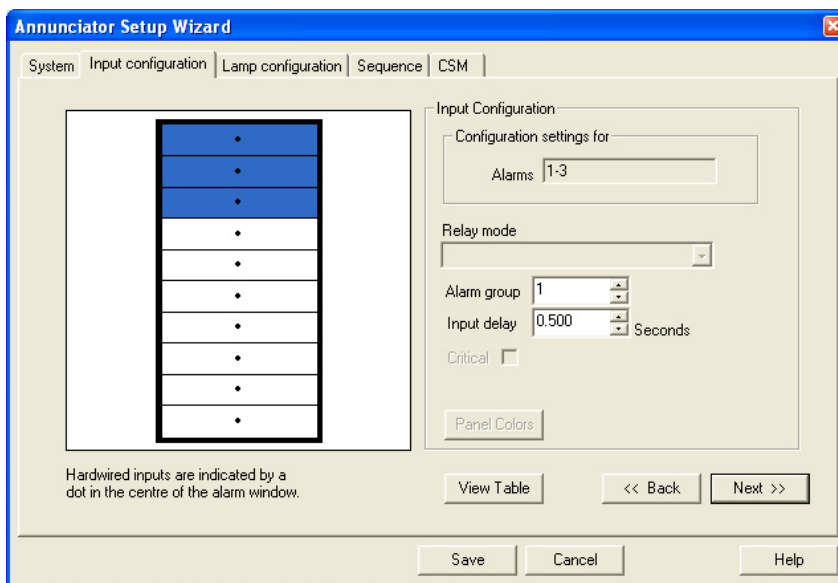 Annunciator Setup Wizard
System Input configuration Lamp configuration Sequence CSM
Input Configuration
Configuration settings for
Alarms 1-3
Relay mode
Alarm group 1
Input delay 0.500 Seconds
Critical
Panel Colors
Hardwired inputs are indicated by a
dot in the centre of the alarm window.
View Table << Back Next >>
Save Cancel Help